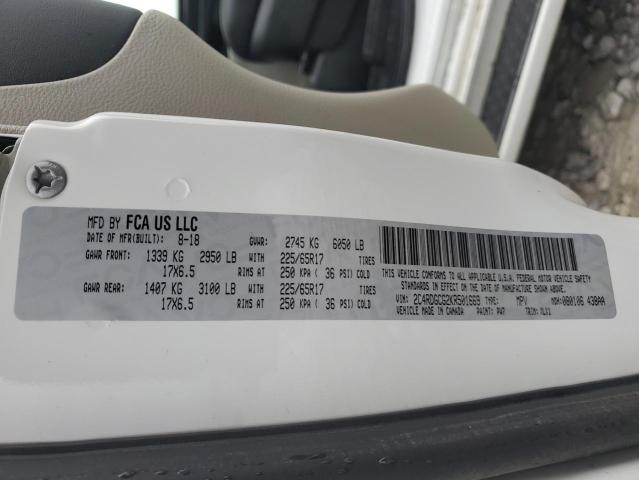 MFD BY FCA US LLC
DATE OF MFR(BUILT): 8-18 GVWR: 2745 KG 6050 LB
GAWR FRONT: 1339 KG 2950 LB WITH 225/65R17 TIRES
17X6.5 RIMS AT 250 KPA ( 36 PSI) COLD
GAWR REAR: 1407 KG 3100 LB WITH 225/65R17 TIRES
17X6.5 RIMS AT 250 KPA ( 36 PSI) COLD
THIS VEHICLE CONFORMS TO ALL APPLICABLE U.S.A. FEDERAL MOTOR VEHICLE SAFETY
STANDARDS IN EFFECT ON THE DATE OF MANUFACTURE SHOWN ABOVE.
VIN: 2C4RDGCG2KR501669 TYPE: MPV MDH: 080106 438AA
VEHICLE MADE IN CANADA PAINT: PW7 TRIM: